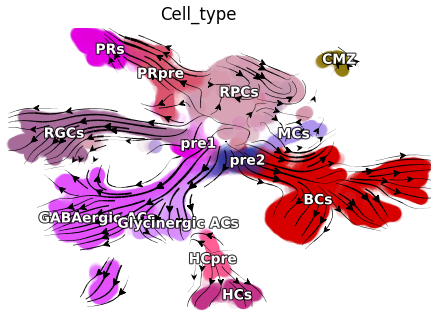 Cell_type
PRs
PRpre
CMZ
RPCs
RGCs
MCs
pre1
pre2
BCs
GABAergic ACs
Glycinergic ACs
HCpre
HCs